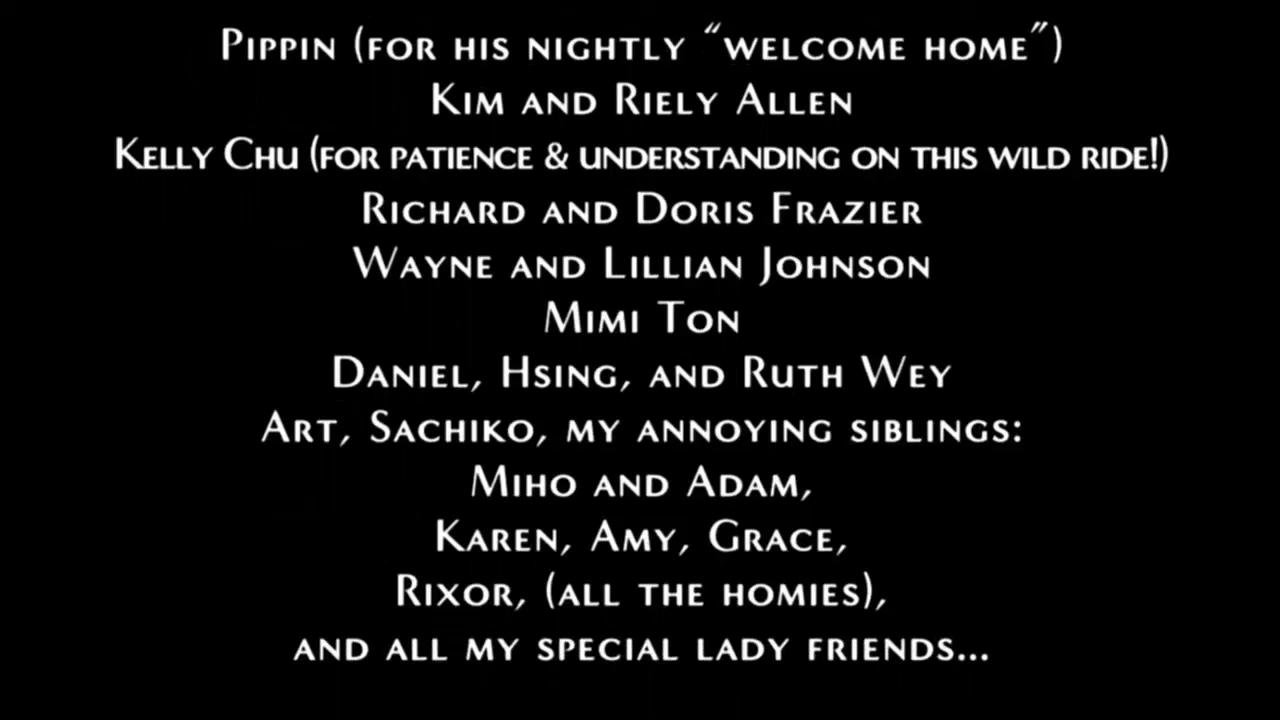 Pippin (for his nightly “welcome home”)
Kim and Riely Allen
Kelly Chu (for patience & understanding on this wild ride!)
Richard and Doris Frazier
Wayne and Lillian Johnson
Mimi Ton
Daniel, Hsing, and Ruth Wey
Art, Sachiko, my annoying siblings:
Miho and Adam,
Karen, Amy, Grace,
Rixor, (all the homies),
and all my special lady friends...